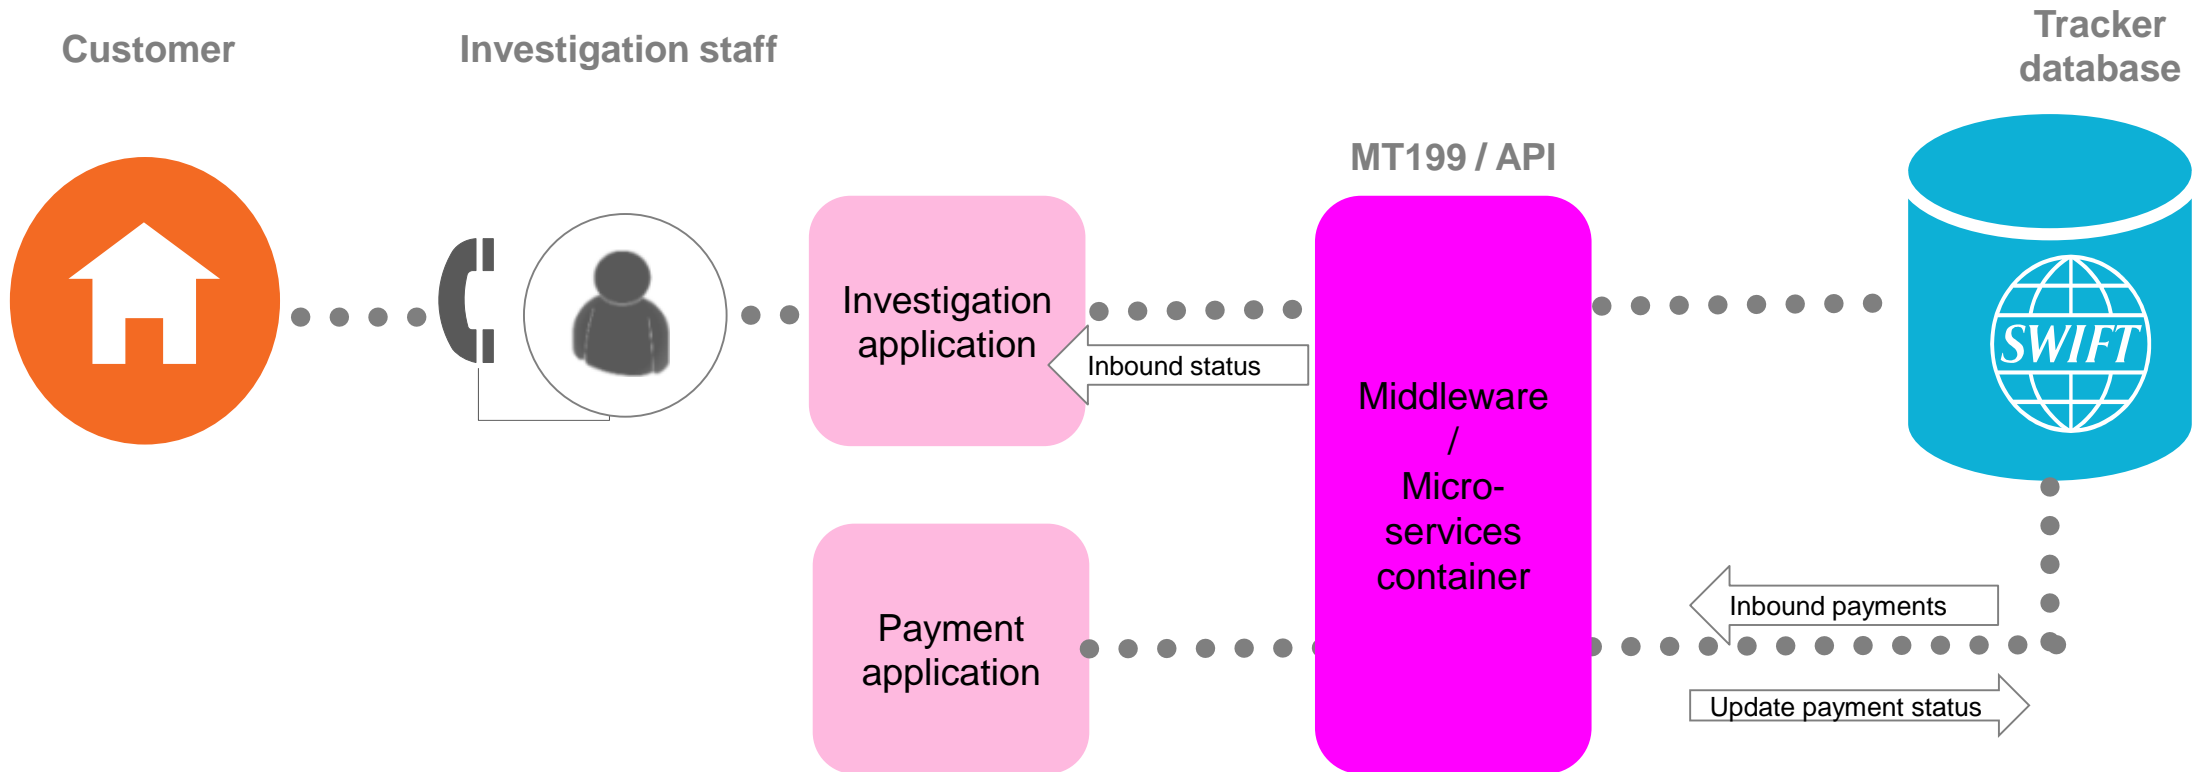 Customer
Investigation staff
Tracker
database
MT199 / API
Investigation
application
Inbound status
Middleware
/
Micro-
services
container
SWIFT
Payment
application
Inbound payments
Update payment status